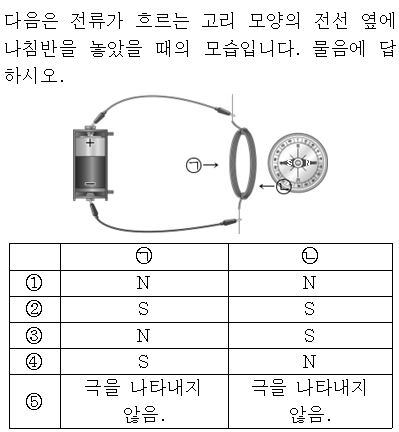 다음은 전류가 흐르는 고리 모양의 전선 옆에
나침반을 놓았을 때의 모습입니다. 물음에 답
하시오.
+
㉠→
S N
←㉡
−
㉠ ㉡
① N N
② S S
③ N S
④ S N
⑤ 극을 나타내지 않음. 극을 나타내지 않음.